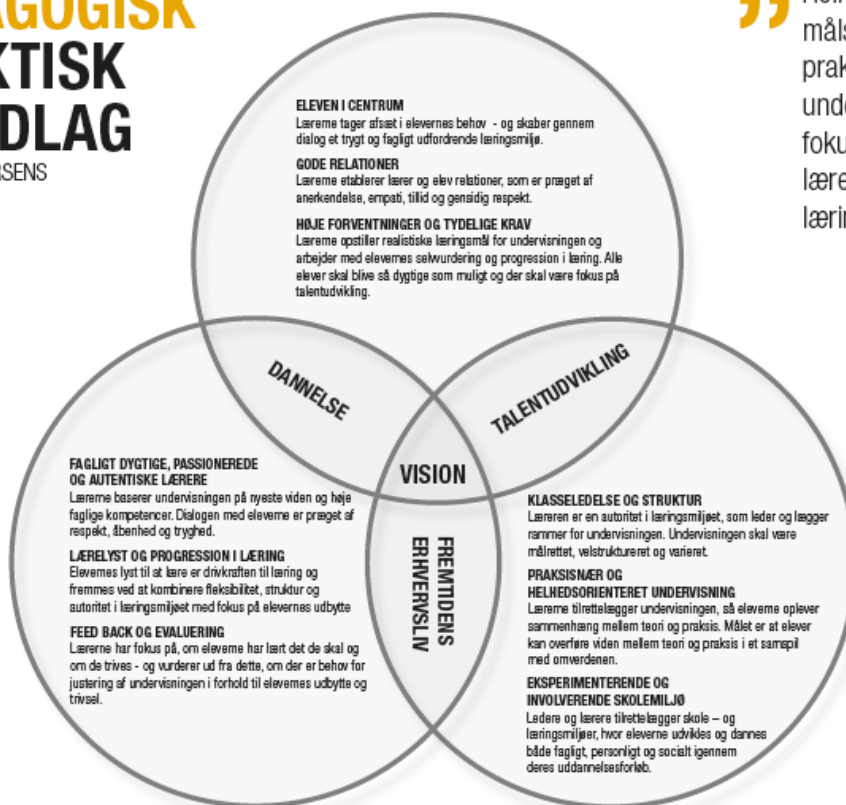 AGOGISK
KTISK
DLAG
RSENS
”
måls
prak
unde
foku
lære
lærin
ELEVEN I CENTRUM
Lærerne tager afsæt i elevernes behov - og skaber gennem
dialog et trygt og fagligt udfordrende læringsmiljø.
GODE RELATIONER
Lærerne etablerer lærer og elev relationer, som er præget af
anerkendelse, empati, tillid og gensidig respekt.
HØJE FORVENTNINGER OG TYDELIGE KRAV
Lærerne opstiller realistiske læringsmål for undervisningen og
arbejder med elevernes selvvurdering og progression i læring. Alle
elever skal blive så dygtige som muligt og der skal være fokus på
talentudvikling.
DANNELSE
TALENTUDVIKLING
VISION
FREMTIDENS
ERHVERVSLIV
FAGLIGT DYGTIGE, PASSIONEREDE
OG AUTENTISKE LÆRERE
Lærerne baserer undervisningen på nyeste viden og høje
faglige kompetencer. Dialogen med eleverne er præget af
respekt, åbenhed og tryghed.
LÆRELYST OG PROGRESSION I LÆRING
Elevernes lyst til at lære er drivkraften til læring og
fremmes ved at kombinere fleksibilitet, struktur og
autoritet i læringsmiljøet med fokus på elevernes udbytte
FEED BACK OG EVALUERING
Lærerne har fokus på, om eleverne har lært det de skal og
om de trives - og vurderer ud fra dette, om der er behov for
justering af undervisningen i forhold til elevernes udbytte og
trivsel.
KLASSELEDELSE OG STRUKTUR
Læreren er en autoritet i læringsmiljøet, som leder og lægger
rammer for undervisningen. Undervisningen skal være
målrettet, velstruktureret og varieret.
PRAKSISNÆR OG
HELHEDSORIENTERET UNDERVISNING
Lærerne tilrettelægger undervisningen, så eleverne oplever
sammenhæng mellem teori og praksis. Målet er at elever
kan overføre viden mellem teori og praksis i et samspil
med omverdenen.
EKSPERIMENTERENDE OG
INVOLVERENDE SKOLEMILJØ
Ledere og lærere tilrettelægger skole – og
læringsmiljøer, hvor eleverne udvikles og dannes
både fagligt, personligt og socialt igennem
deres uddannelsesforløb.